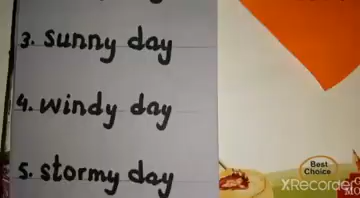 3. sunny day
4. windy day
5. stormy day
Best
Choice
XRecorder